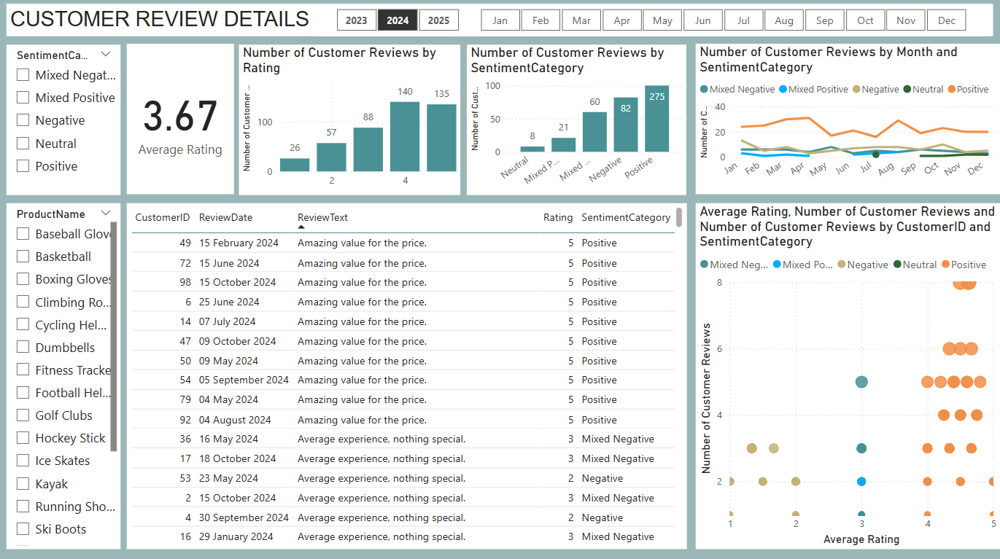 CUSTOMER REVIEW DETAILS
2023 2024 2025
Jan Feb Mar Apr May Jun Jul Aug Sep Oct Nov Dec
SentimentCa...
Mixed Negat...
Mixed Positive
Negative
Neutral
Positive
3.67
Average Rating
Number of Customer Reviews by
Rating
Number of Customer ...
100
0
26
57
88
140
135
2
4
Number of Customer Reviews by
SentimentCategory
Number of Cust...
100
50
0
8
21
60
82
275
Neutral
Mixed P...
Mixed ...
Negative
Positive
Number of Customer Reviews by Month and
SentimentCategory
Mixed Negative Mixed Positive Negative Neutral Positive
Number of C...
40
20
0
Jan Feb Mar Apr May Jun Jul Aug Sep Oct Nov Dec
ProductName
Baseball Glov
Basketball
Boxing Gloves
Climbing Ro...
Cycling Hel...
Dumbbells
Fitness Tracke
Football Hel...
Golf Clubs
Hockey Stick
Ice Skates
Kayak
Running Sho...
Ski Boots
CustomerID ReviewDate ReviewText Rating SentimentCategory
49 15 February 2024 Amazing value for the price. 5 Positive
72 15 June 2024 Amazing value for the price. 5 Positive
98 15 October 2024 Amazing value for the price. 5 Positive
6 25 June 2024 Amazing value for the price. 5 Positive
14 07 July 2024 Amazing value for the price. 5 Positive
47 09 October 2024 Amazing value for the price. 5 Positive
50 09 May 2024 Amazing value for the price. 5 Positive
54 05 September 2024 Amazing value for the price. 5 Positive
79 04 May 2024 Amazing value for the price. 5 Positive
92 04 August 2024 Amazing value for the price. 5 Positive
36 16 May 2024 Average experience, nothing special. 3 Mixed Negative
17 18 October 2024 Average experience, nothing special. 3 Mixed Negative
53 23 May 2024 Average experience, nothing special. 2 Negative
2 15 October 2024 Average experience, nothing special. 3 Mixed Negative
4 30 September 2024 Average experience, nothing special. 2 Negative
16 29 January 2024 Average experience, nothing special. 3 Mixed Negative
Average Rating, Number of Customer Reviews and
Number of Customer Reviews by CustomerID and
SentimentCategory
Mixed Neg... Mixed Po... Negative Neutral Positive
Number of Customer Reviews
8
6
4
2
1 2 3 4 5
Average Rating